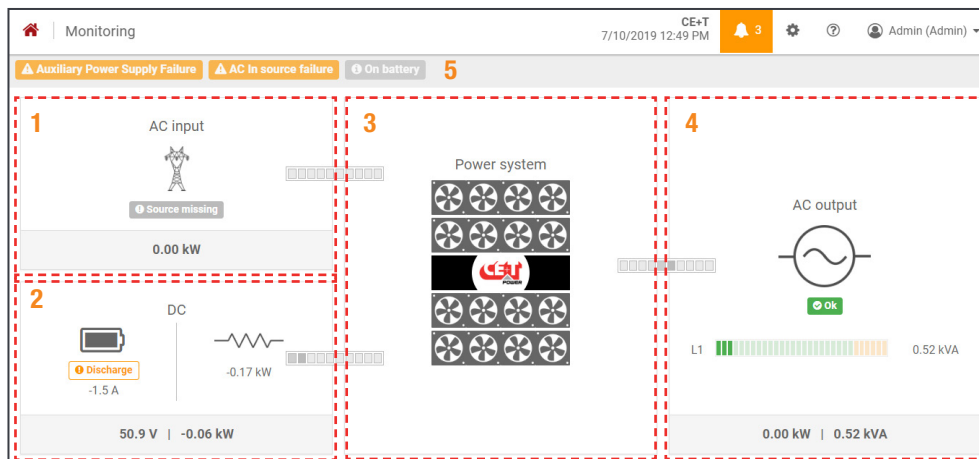 Monitoring
CE+T
7/10/2019 12:49 PM
3
Admin (Admin)
Auxiliary Power Supply Failure
AC In source failure
On battery
5
1
AC input
Source missing
0.00 kW
2
DC
Discharge
-1.5 A
-0.17 kW
50.9 V | -0.06 kW
3
Power system
CE+T
POWER
4
AC output
Ok
L1
0.52 kVA
0.00 kW | 0.52 kVA